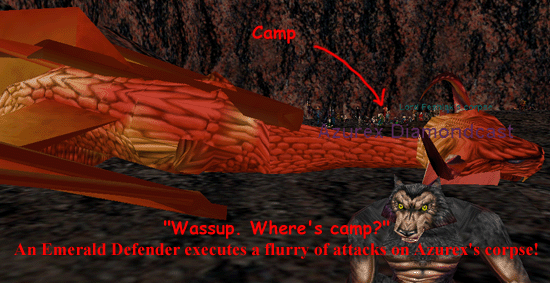 Camp
Azurex Diamondcast
"Wassup. Where's camp?"
An Emerald Defender executes a flurry of attacks on Azurex's corpse!